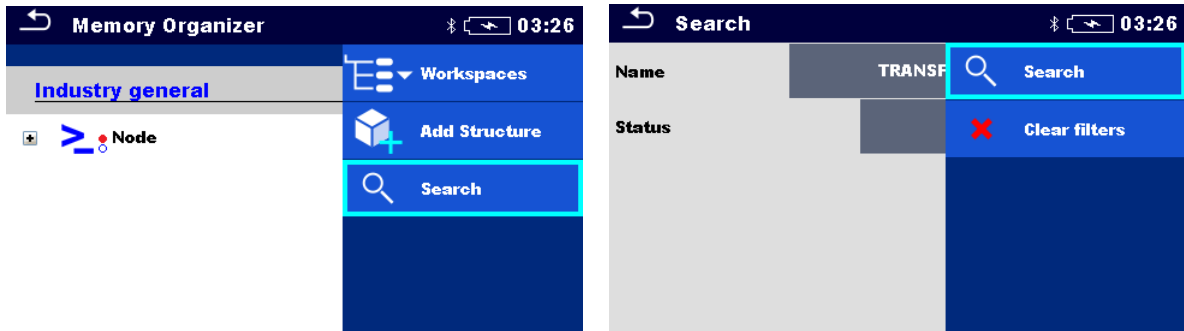 Memory Organizer
03:26
Workspaces
Industry general
Add Structure
Node
Search
Search
03:26
Name
TRANSF
Search
Status
Clear filters